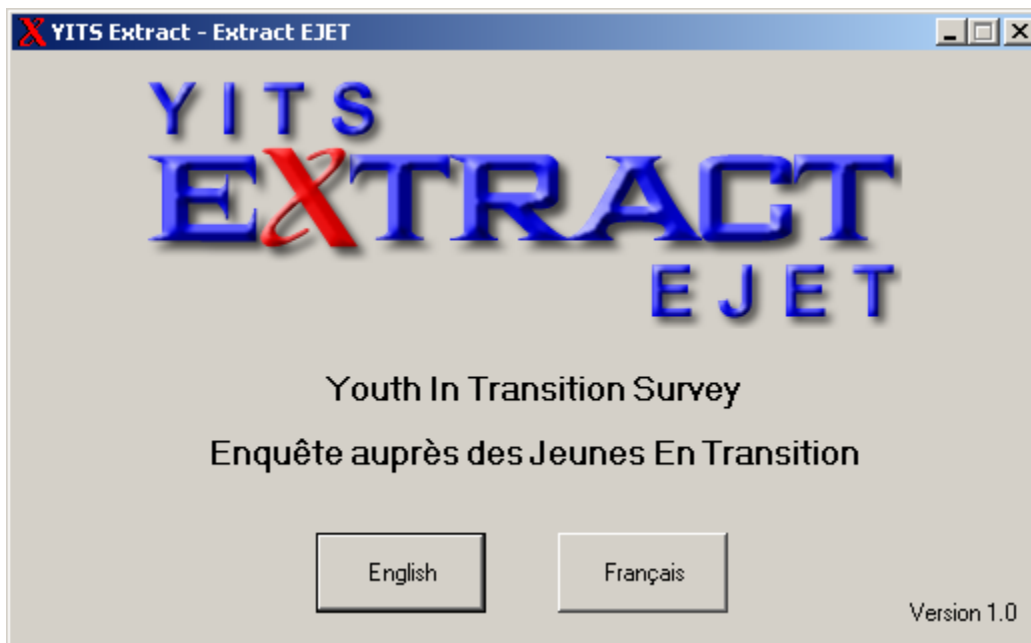 YITS Extract - Extract EJET
YITS
EXTRACT
EJET
Youth In Transition Survey
Enquête auprès des Jeunes En Transition
English
Français
Version 1.0